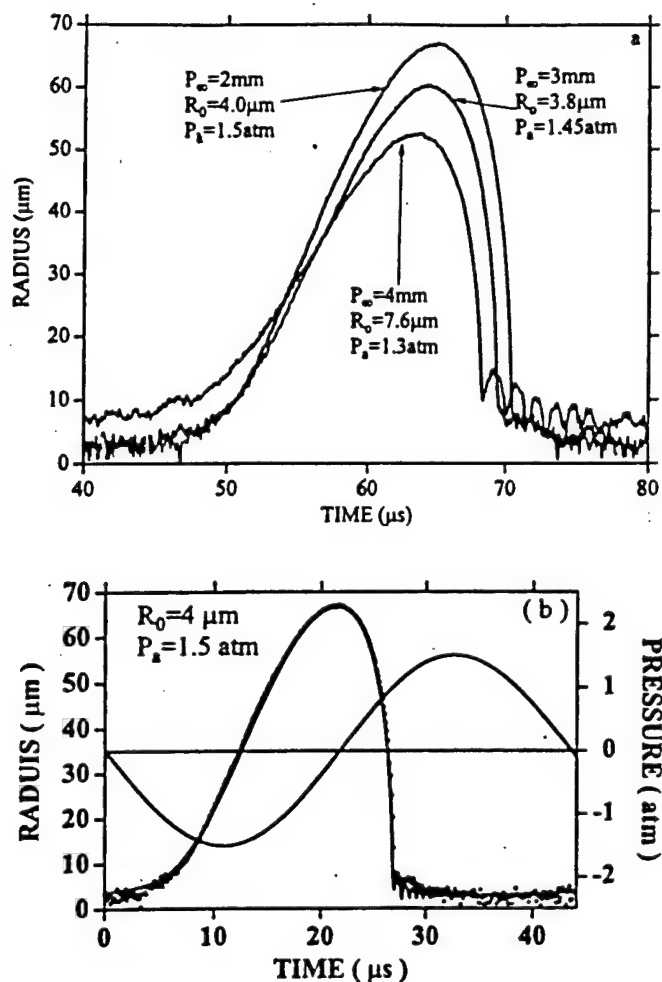 a
70
60
50
40
30
20
10
0
RADIUS (μm)
P∞=2mm
R₀=4.0μm
Pₐ=1.5atm
P∞=3mm
R₀=3.8μm
Pₐ=1.45atm
P∞=4mm
R₀=7.6μm
Pₐ=1.3atm
40 50 60 70 80
TIME (μs)
(b)
70
60
50
40
30
20
10
0
RADUIS ( μm )
R₀=4 μm
Pₐ=1.5 atm
2
1
0
-1
-2
PRESSURE ( atm )
0 10 20 30 40
TIME ( μs )